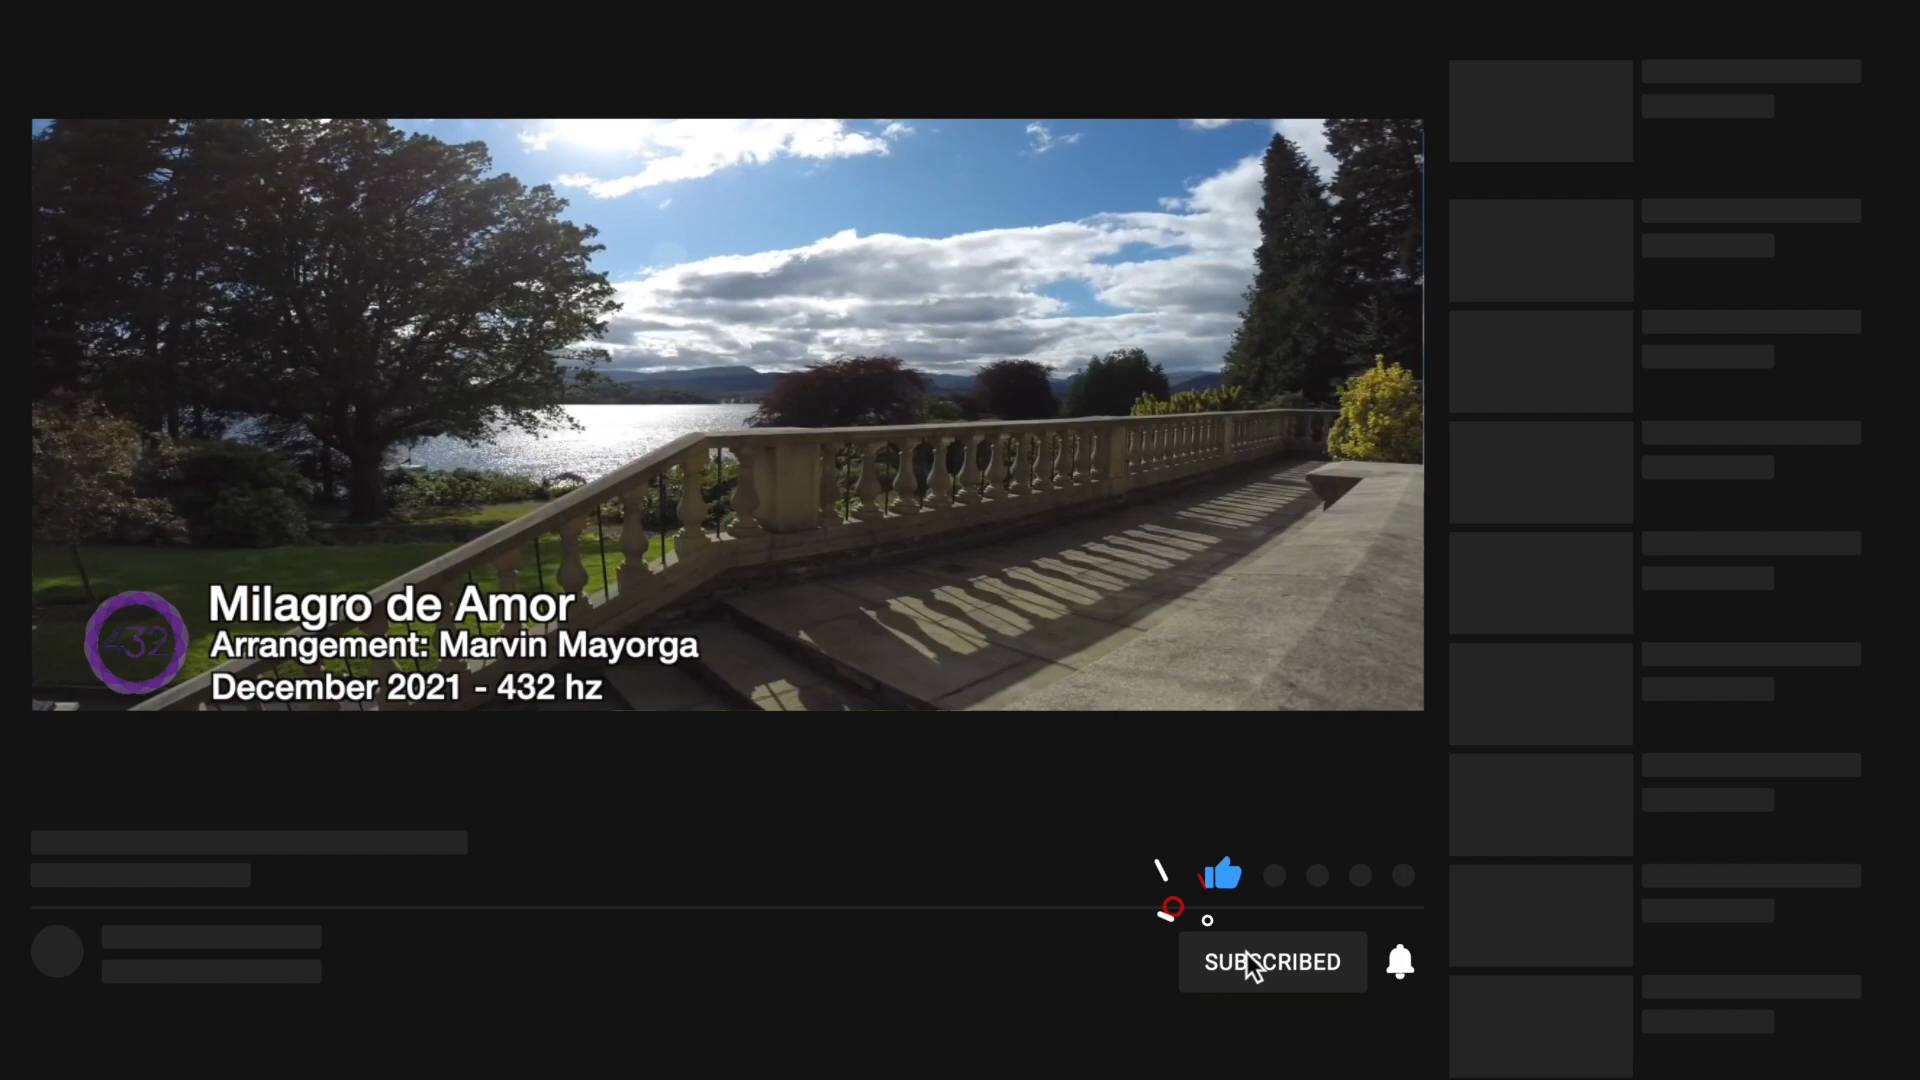 432
Milagro de Amor
Arrangement: Marvin Mayorga
December 2021 - 432 hz
SUBSCRIBED